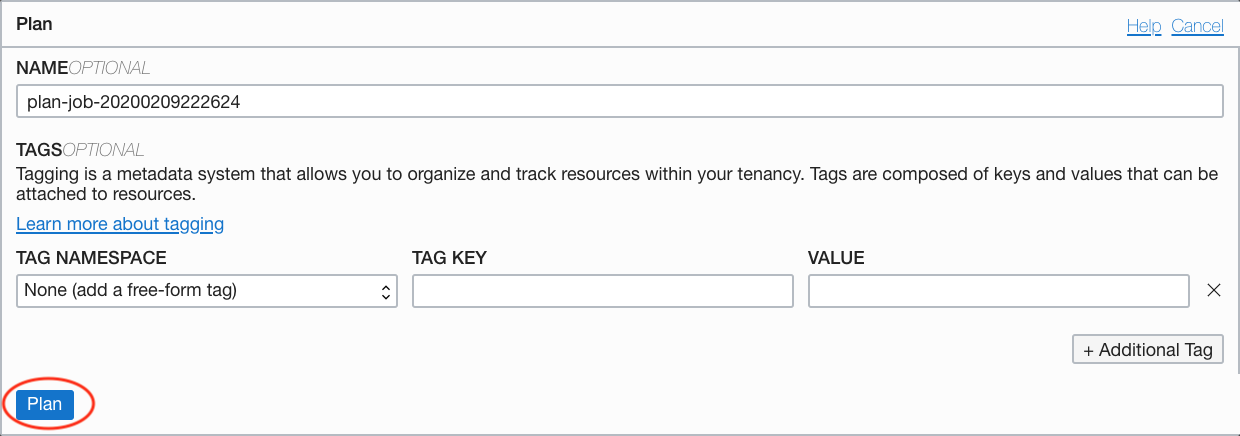 Plan
Help Cancel
NAMEOPTIONAL
plan-job-20200209222624
TAGSOPTIONAL
Tagging is a metadata system that allows you to organize and track resources within your tenancy. Tags are composed of keys and values that can be
attached to resources.
Learn more about tagging
TAG NAMESPACE TAG KEY VALUE
None (add a free-form tag)
+ Additional Tag
Plan